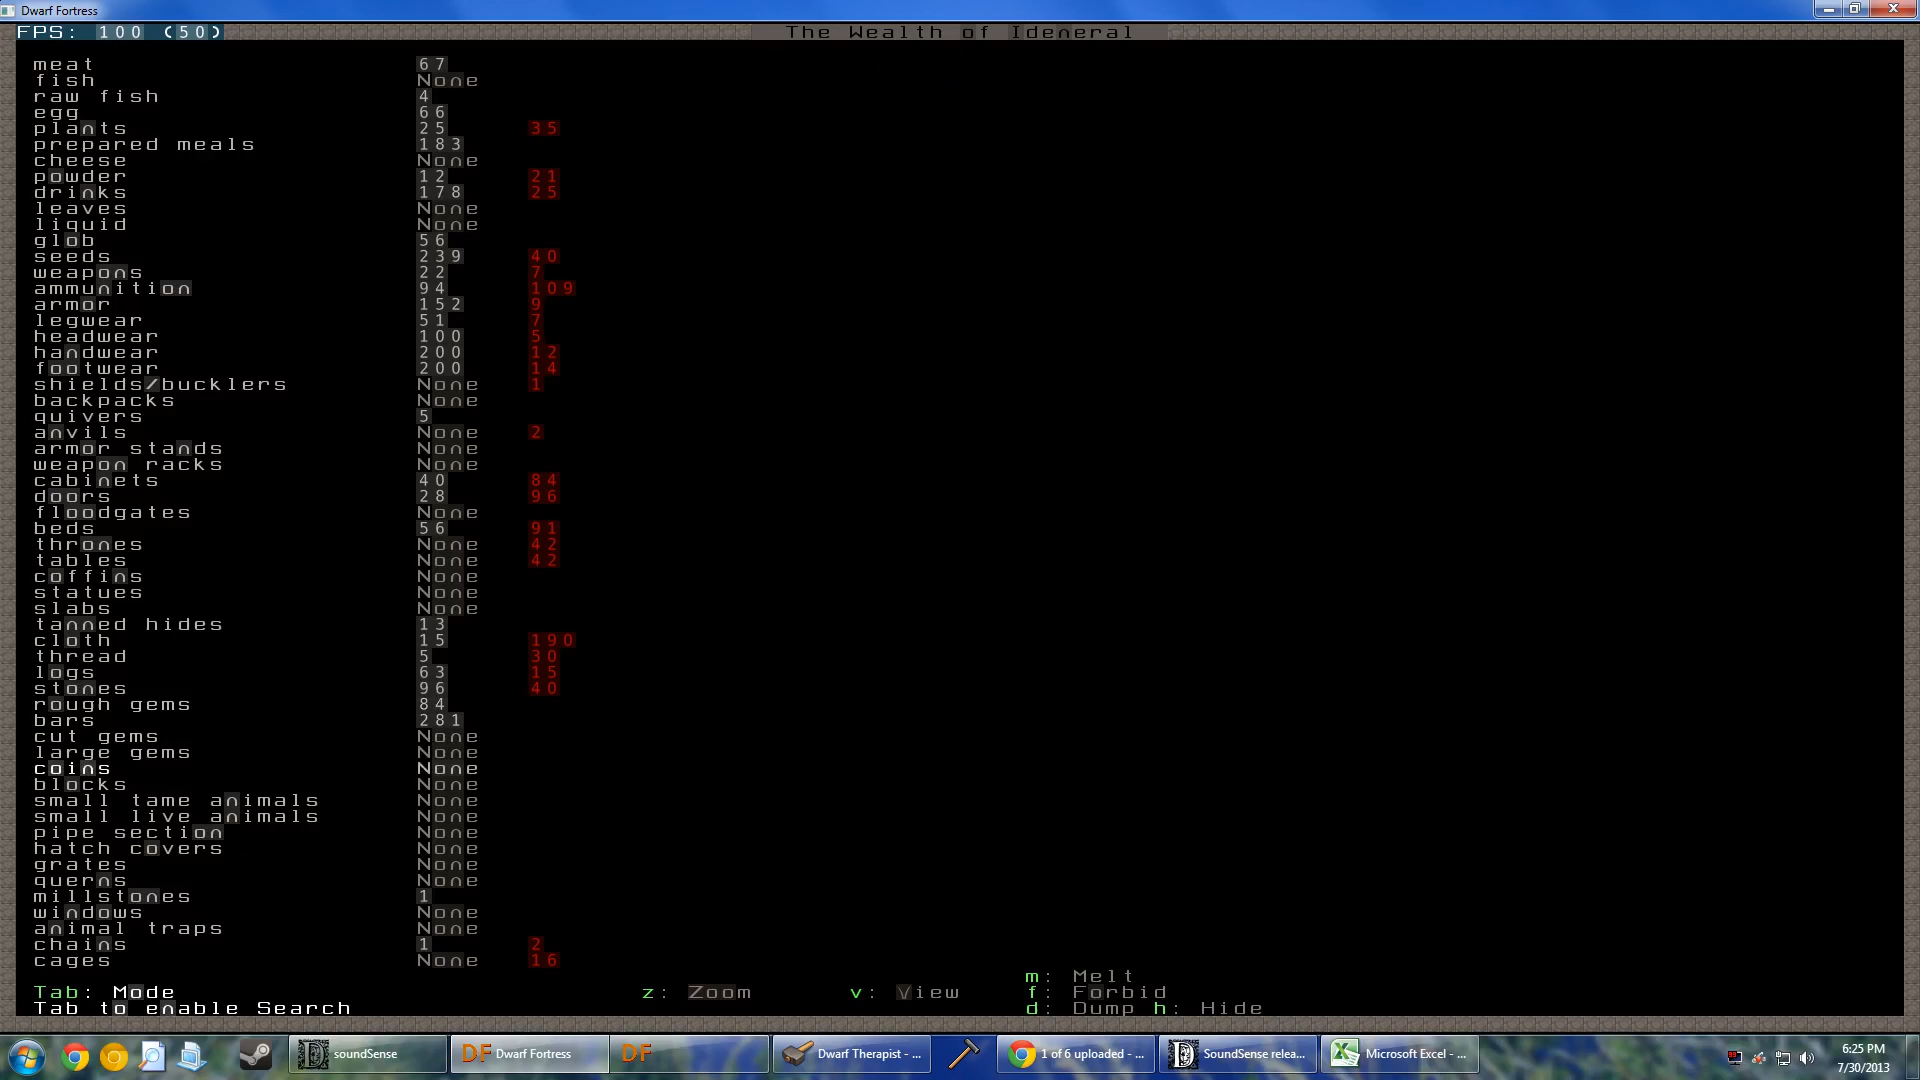 Dwarf Fortress
FPS: 100 (50) The Wealth of Ideneral
meat 67
fish None
raw fish 4
egg 66
plants 25 35
prepared meals 183
cheese None
powder 12 21
drinks 178 25
leaves None
liquid None
glob 56
seeds 239 40
weapons 22 7
ammunition 94 109
armor 152 9
legwear 51 7
headwear 100 5
handwear 200 12
footwear 200 14
shields/bucklers None 1
backpacks None
quivers 5
anvils None 2
armor stands None
weapon racks None
cabinets 40 84
doors 28 96
floodgates None
beds 56 91
thrones None 42
tables None 42
coffins None
statues None
slabs None
tanned hides 13
cloth 15 190
thread 5 30
logs 63 15
stones 96 40
rough gems 84
bars 281
cut gems None
large gems None
coins None
blocks None
small tame animals None
small live animals None
pipe section None
hatch covers None
grates None
querns None
millstones 1
windows None
animal traps None
chains 1 2
cages None 16
m: Melt
Tab: Mode z: Zoom v: View f: Forbid
Tab to enable Search d: Dump h: Hide
soundSense DF Dwarf Fortress DF Dwarf Therapist - ... 1 of 6 uploaded - ... SoundSense relea... Microsoft Excel - ... 6:25 PM
7/30/2013